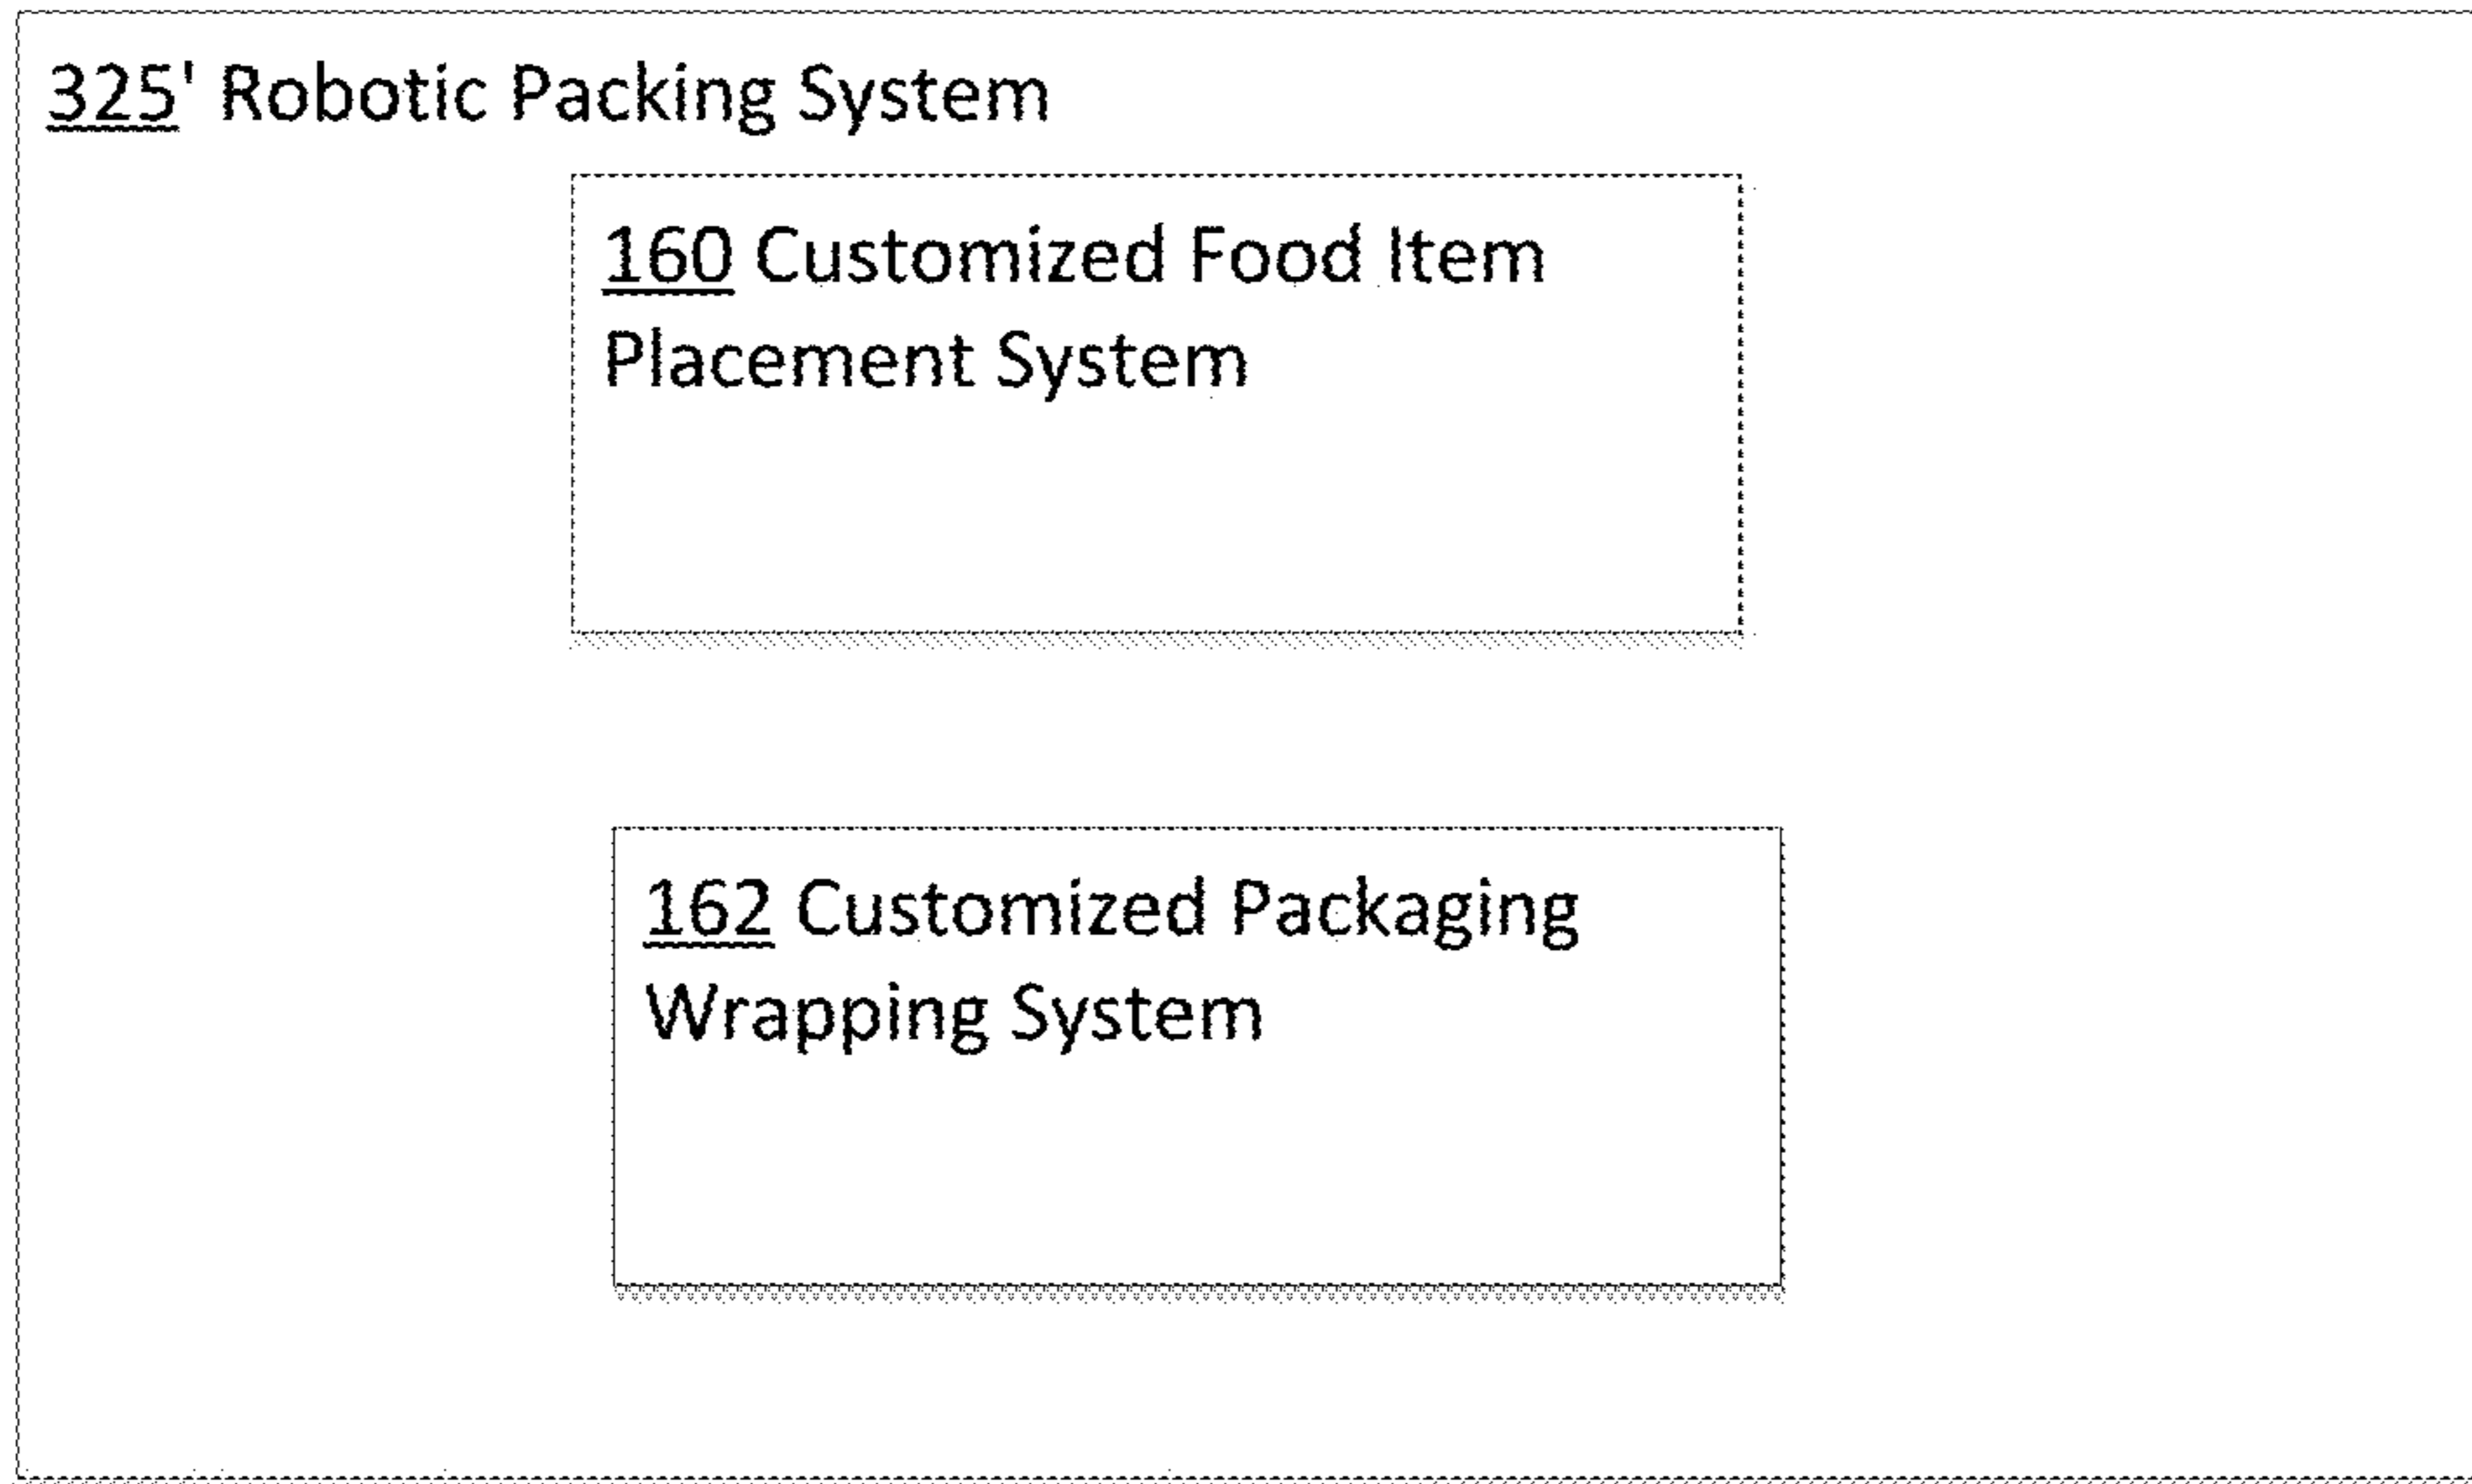 325' Robotic Packing System
160 Customized Food Item
Placement System
162 Customized Packaging
Wrapping System